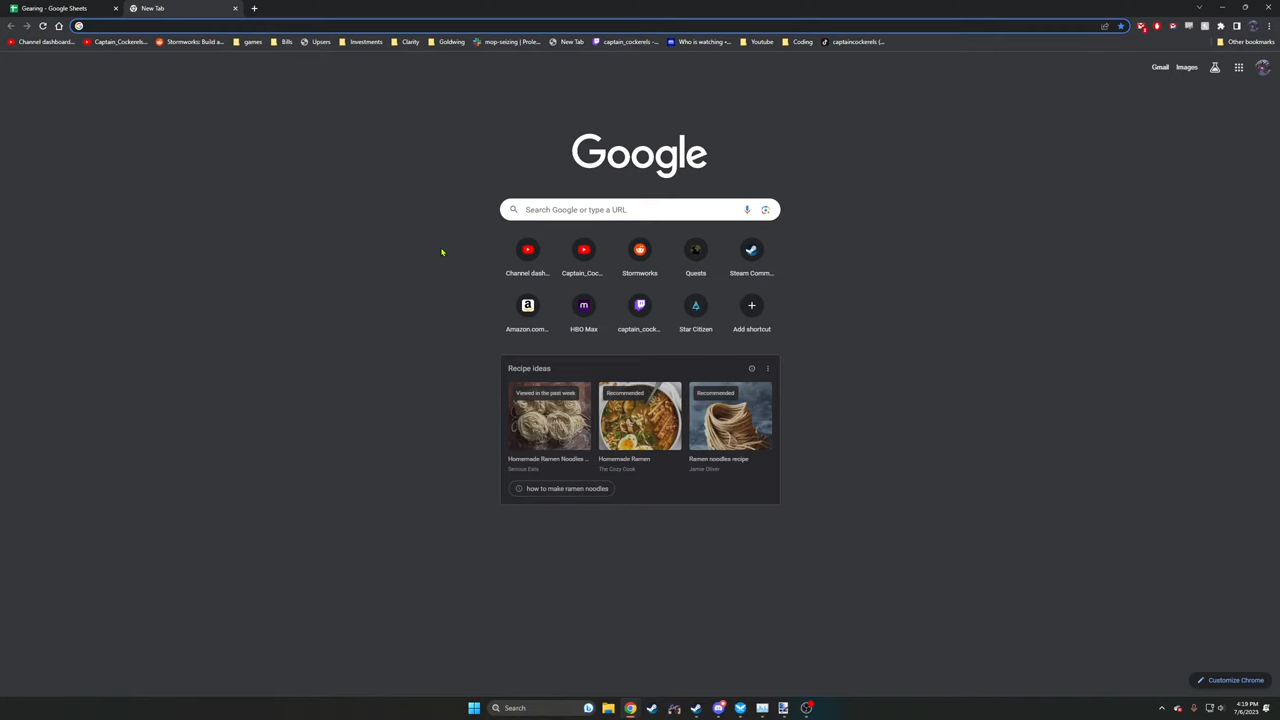 Gearing - Google Sheets
New Tab
Channel dashboard...
Captain_Cockerels...
Stormworks: Build a...
games
Bills
Upsers
Investments
Clarity
Goldwing
mop-seizing | Prole...
New Tab
captain_cockerels -...
Who is watching •...
Youtube
Coding
captaincockerels (...
Other bookmarks
Gmail
Images
Google
Search Google or type a URL
Channel dash...
Captain_Coc...
Stormworks
Quests
Steam Comm...
Amazon.com...
HBO Max
captain_cock...
Star Citizen
Add shortcut
Recipe ideas
Viewed in the past week
Recommended
Recommended
Homemade Ramen Noodles ...
Homemade Ramen
Ramen noodles recipe
Serious Eats
The Cozy Cook
Jamie Oliver
how to make ramen noodles
Customize Chrome
Search
4:19 PM
7/6/2023